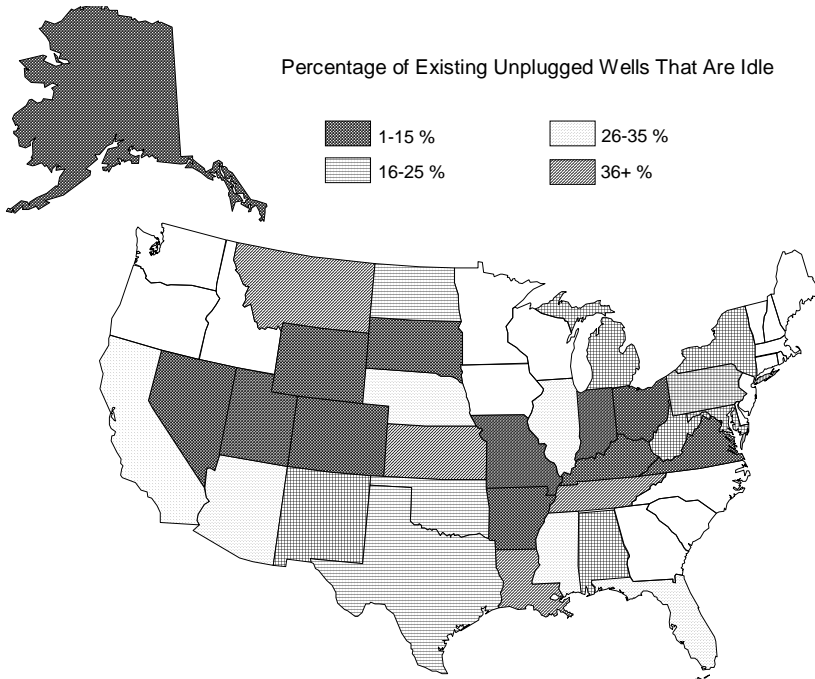 Percentage of Existing Unplugged Wells That Are Idle
1-15 %
26-35 %
16-25 %
36+ %